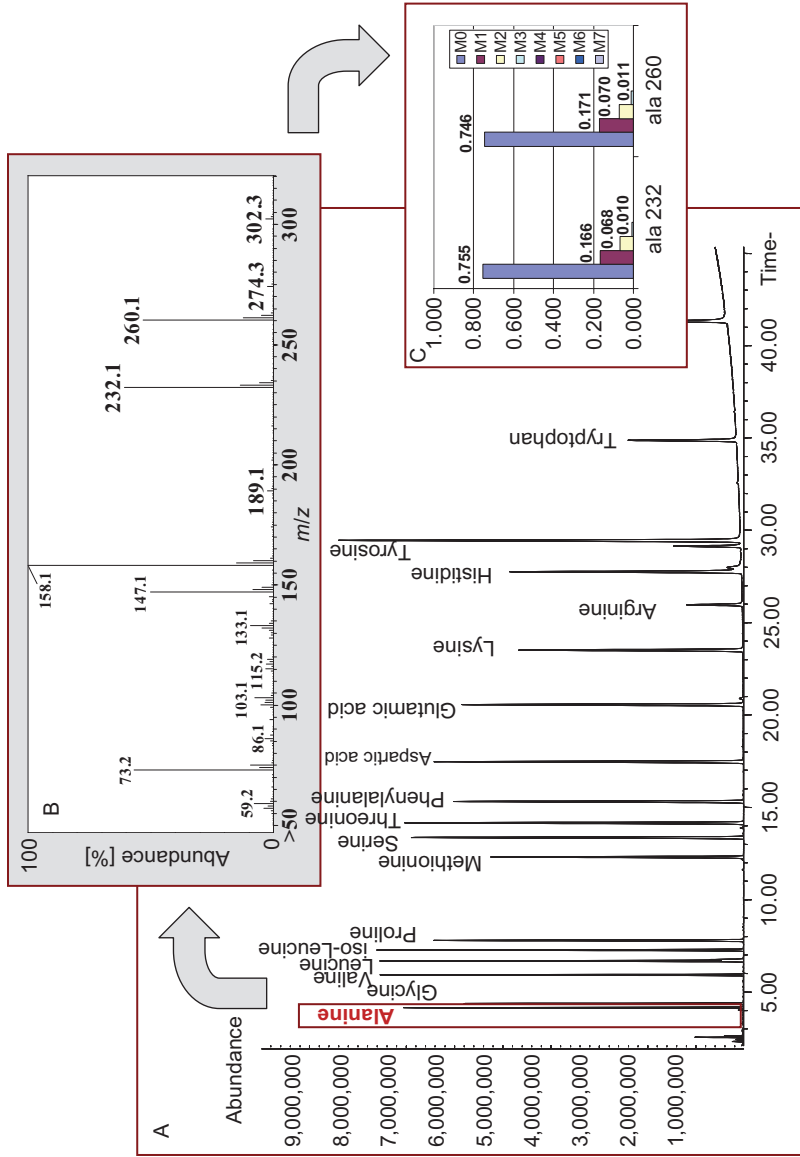 A
Abundance
9,000,000
8,000,000
7,000,000
6,000,000
5,000,000
4,000,000
3,000,000
2,000,000
1,000,000
Alanine
Glycine
Valine
Leucine
iso-Leucine
Proline
Methionine
Serine
Threonine
Phenylalanine
Aspartic acid
Glutamic acid
Lysine
Arginine
Histidine
Tyrosine
Tryptophan
5.00 10.00 15.00 20.00 25.00 30.00 35.00 40.00 Time-
B
Abundance [%]
100
0
59.2
73.2
86.1
103.1
115.2
133.1
147.1
158.1
189.1
232.1
260.1
274.3
302.3
>50 100 150 200 250 300
m/z
C
1.000
0.800
0.600
0.400
0.200
0.000
0.755
0.166
0.068
0.010
0.746
0.171
0.070
0.011
ala 232 ala 260
M0
M1
M2
M3
M4
M5
M6
M7